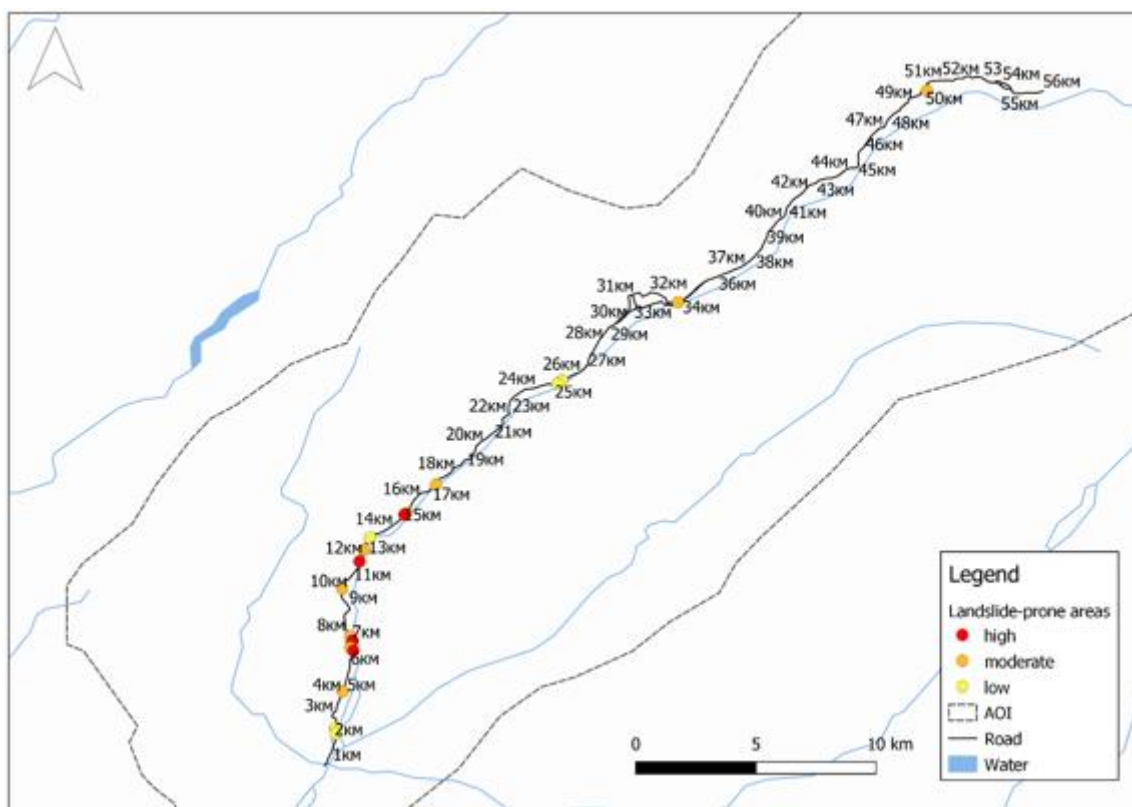 51км 52км 53 54км 56км
49км 50км 55км
47км 48км
46км
44км 45км
42км 43км
40км 41км
39км
37км 38км
31км 32км 36км
30км 33км 34км
28км 29км
26км 27км
24км 25км
22км 23км
20км 21км
18км 19км
16км 17км
14км 15км
12км 13км
11км
10км
9км
8км 7км
6км
4км 5км
3км
2км
1км
0 5 10 km
Legend
Landslide-prone areas
high
moderate
low
AOI
Road
Water